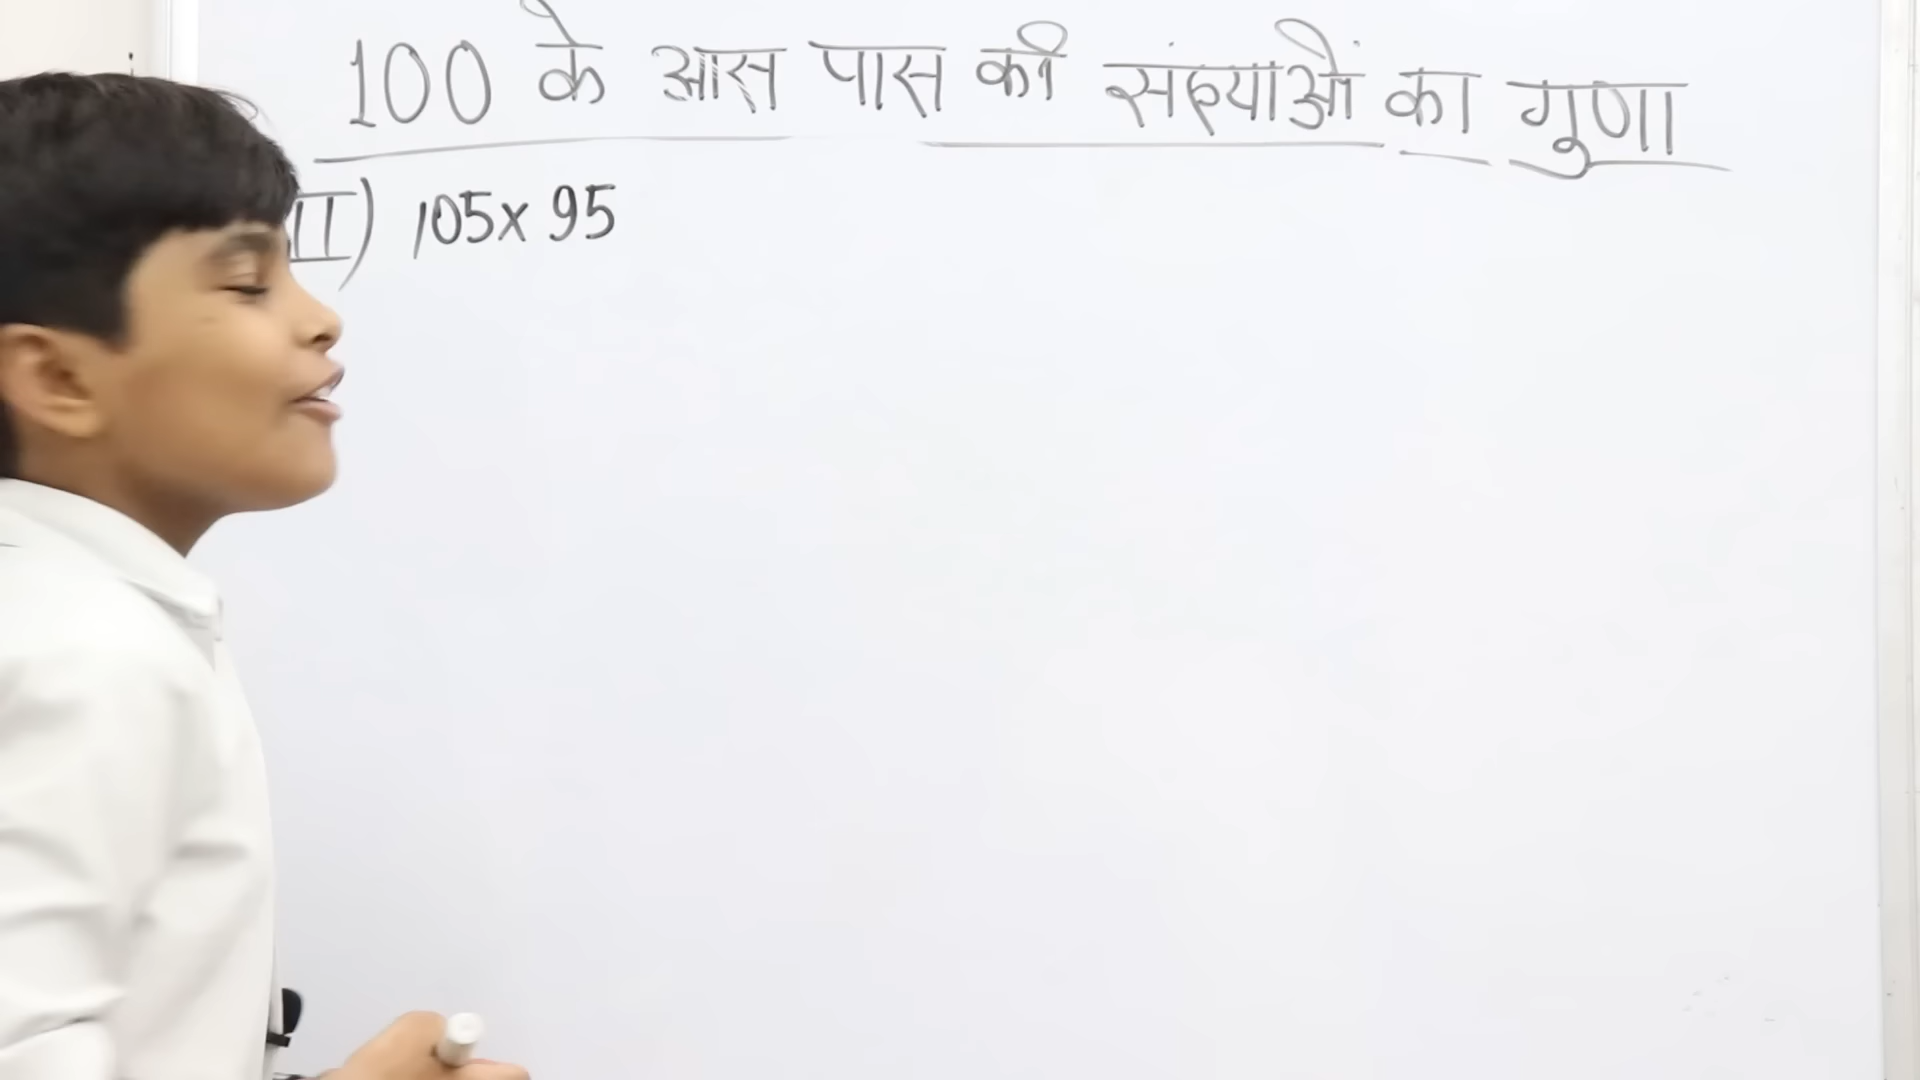 100 के आस पास की संख्याओं का गुणा
II) 105x 95